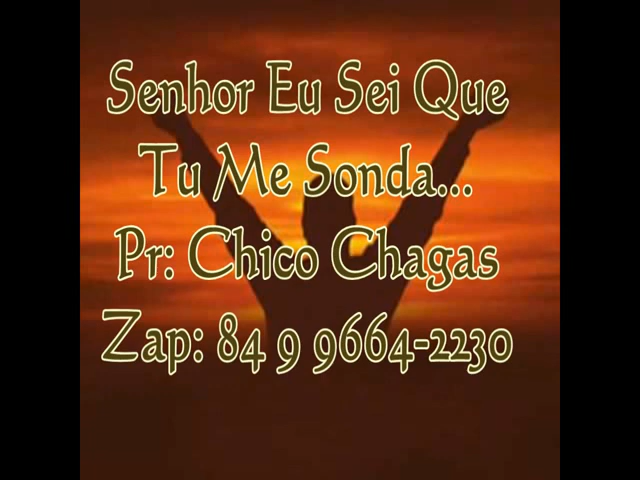 Senhor Eu Sei Que
Tu Me Sonda...
Pr: Chico Chagas
Zap: 84 9 9664-2230